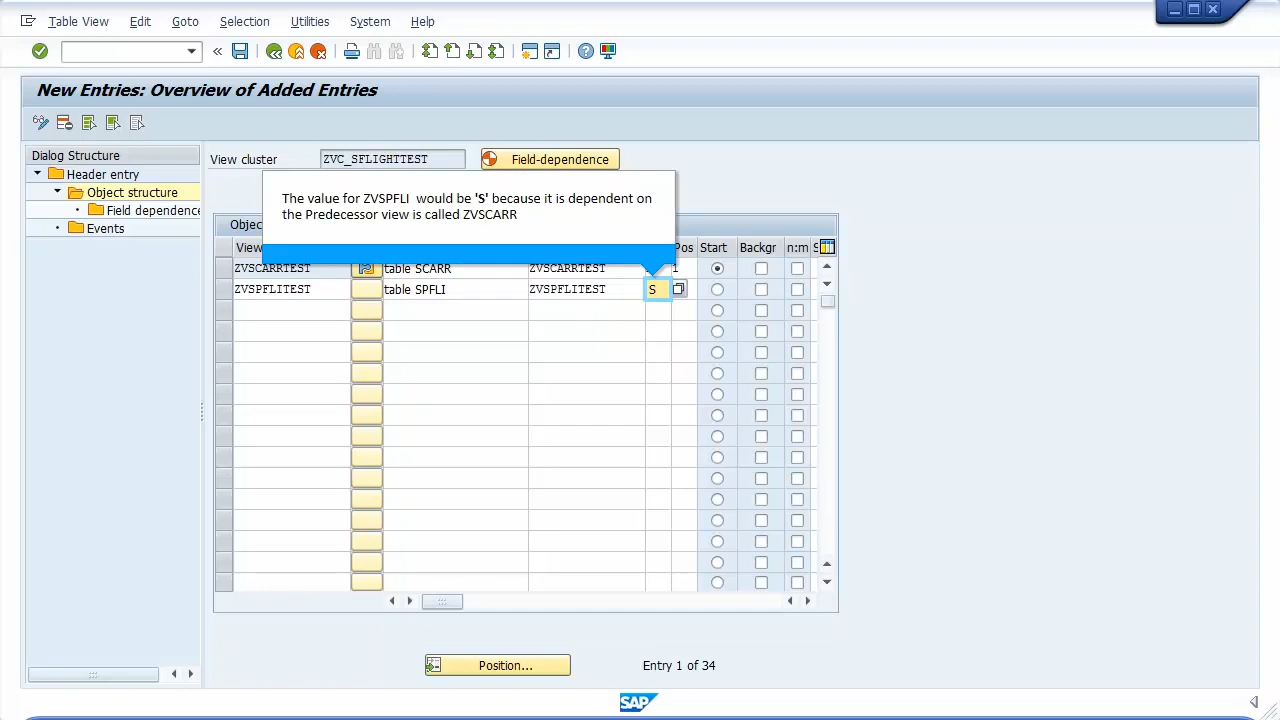 Table View Edit Goto Selection Utilities System Help
«
New Entries: Overview of Added Entries
Dialog Structure
Header entry
Object structure
Field dependence
Events
View cluster ZVC_SFLIGHTTEST Field-dependence
The value for ZVSPFLI would be 'S' because it is dependent on
the Predecessor view is called ZVSCARR
Objec
View Pos Start Backgr n:m S
ZVSCARRTEST table SCARR ZVSCARRTEST 1
ZVSPFLITEST table SPFLI ZVSPFLITEST S
Position... Entry 1 of 34
SAP